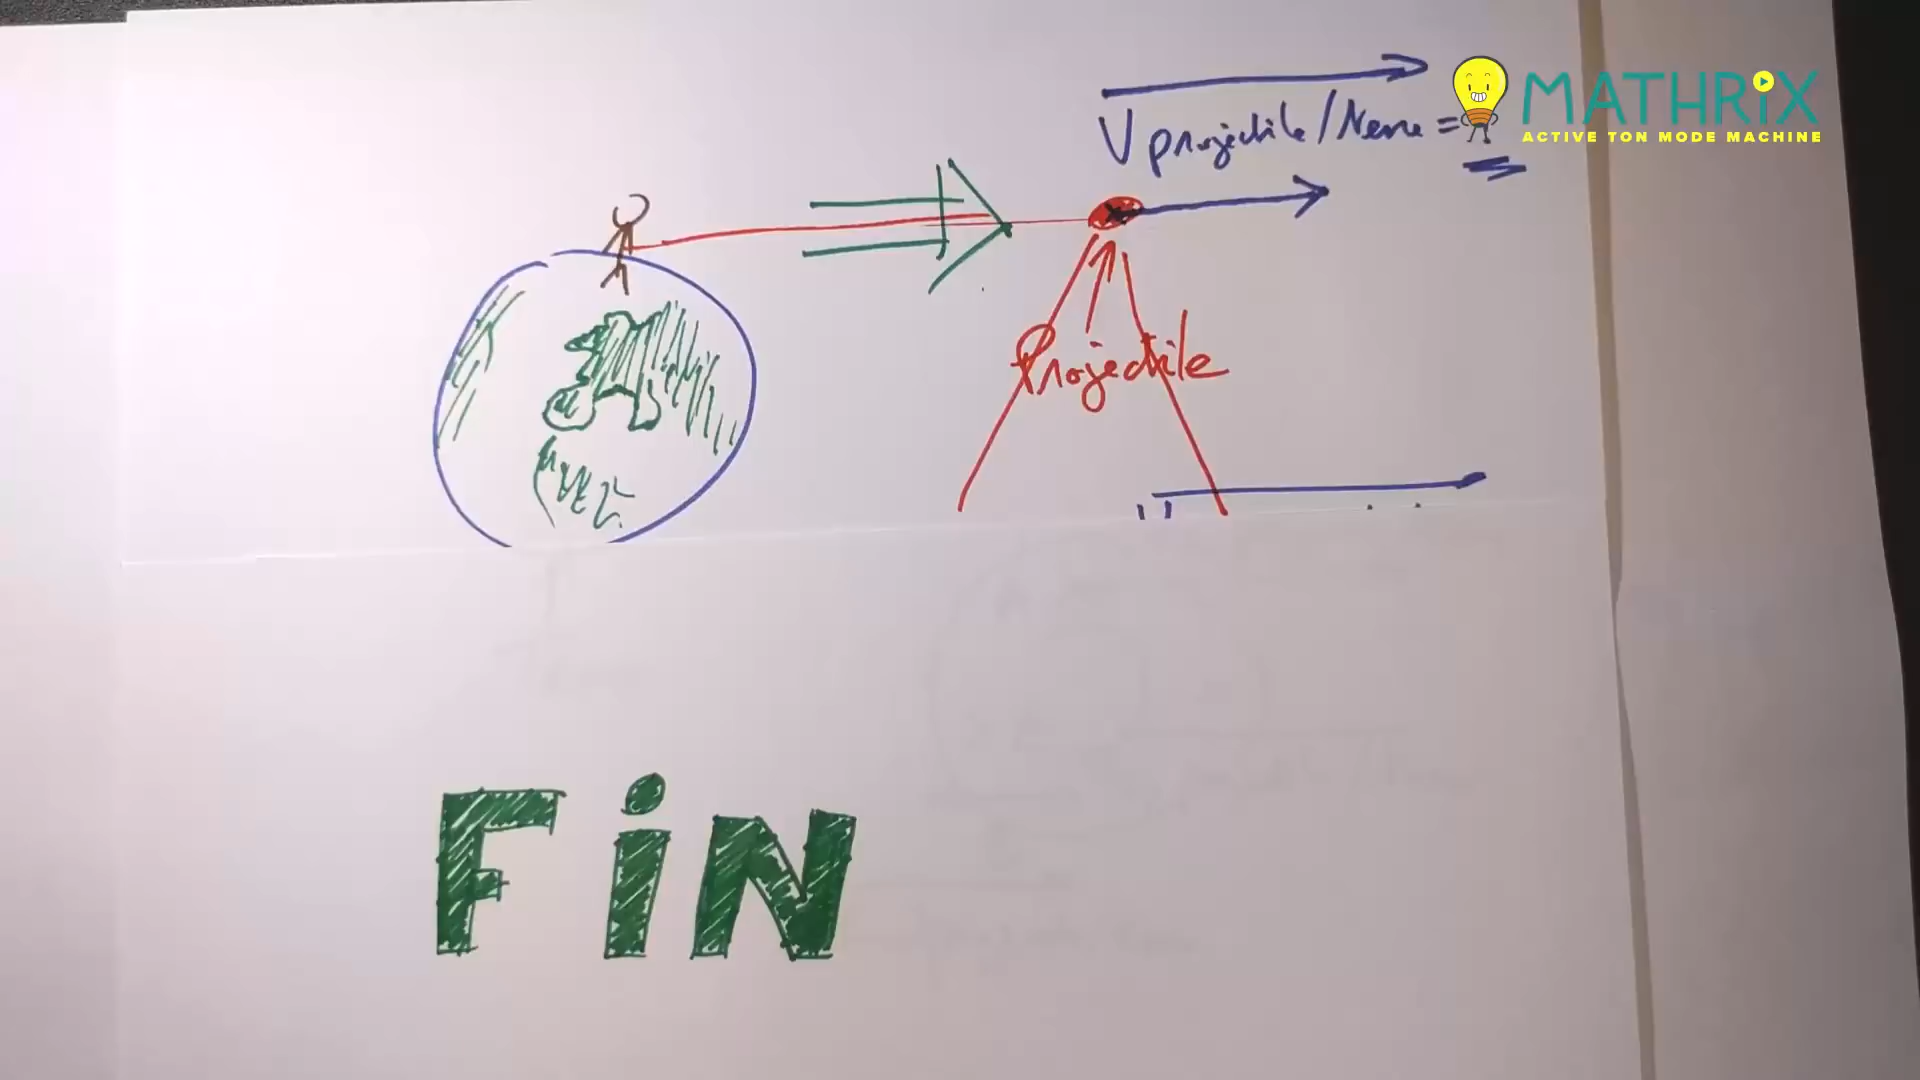 V projectile/Terre =
MATHRiX
ACTIVE TON MODE MACHINE
Projectile
FiN